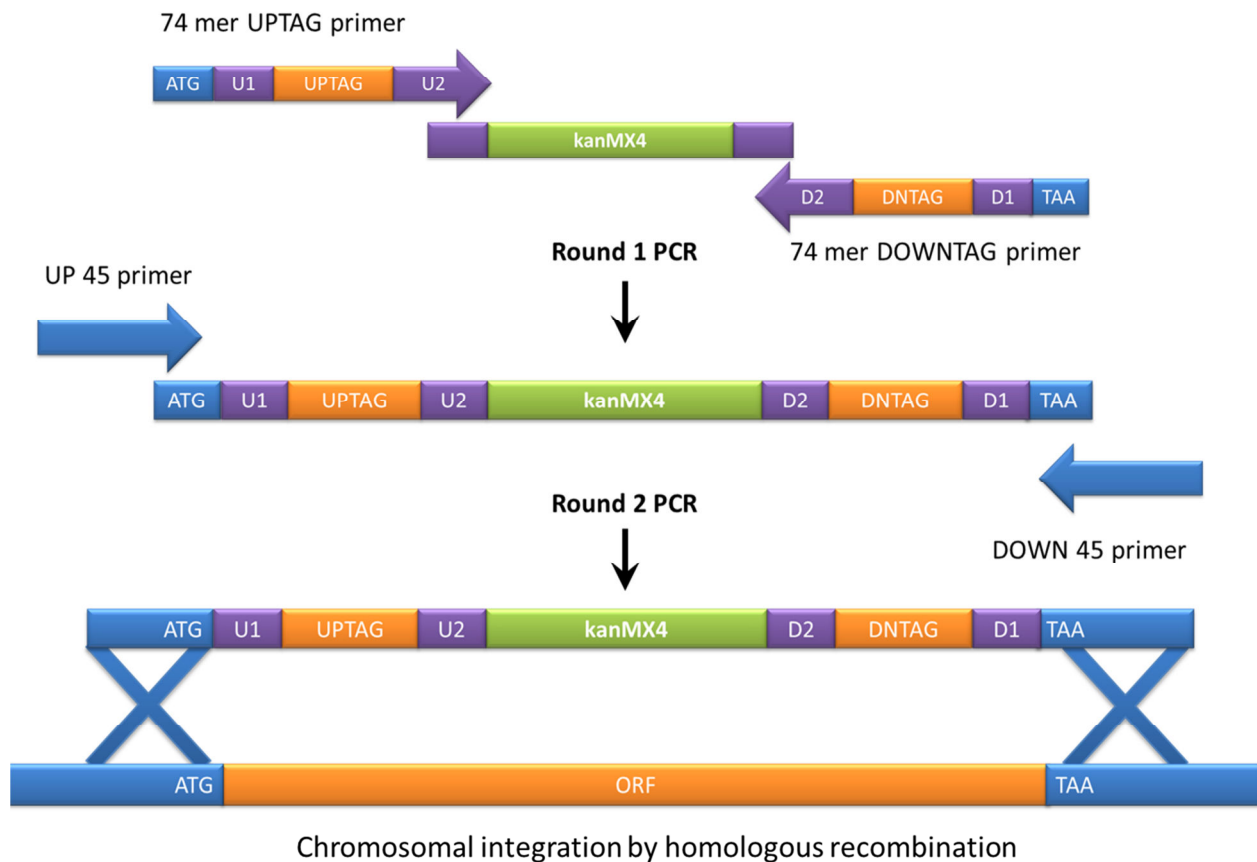 74 mer UPTAG primer
ATG U1 UPTAG U2
kanMX4
D2 DNTAG D1 TAA
Round 1 PCR
74 mer DOWNTAG primer
UP 45 primer
ATG U1 UPTAG U2 kanMX4 D2 DNTAG D1 TAA
Round 2 PCR
DOWN 45 primer
ATG U1 UPTAG U2 kanMX4 D2 DNTAG D1 TAA
ATG ORF TAA
Chromosomal integration by homologous recombination